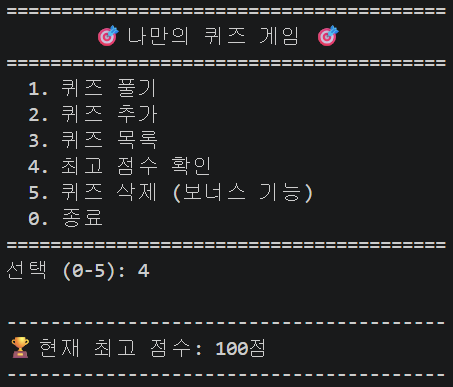 ========================================
🎯 나만의 퀴즈 게임 🎯
========================================
1. 퀴즈 풀기
2. 퀴즈 추가
3. 퀴즈 목록
4. 최고 점수 확인
5. 퀴즈 삭제 (보너스 기능)
0. 종료
========================================
선택 (0-5): 4
----------------------------------------
🏆 현재 최고 점수: 100점
----------------------------------------